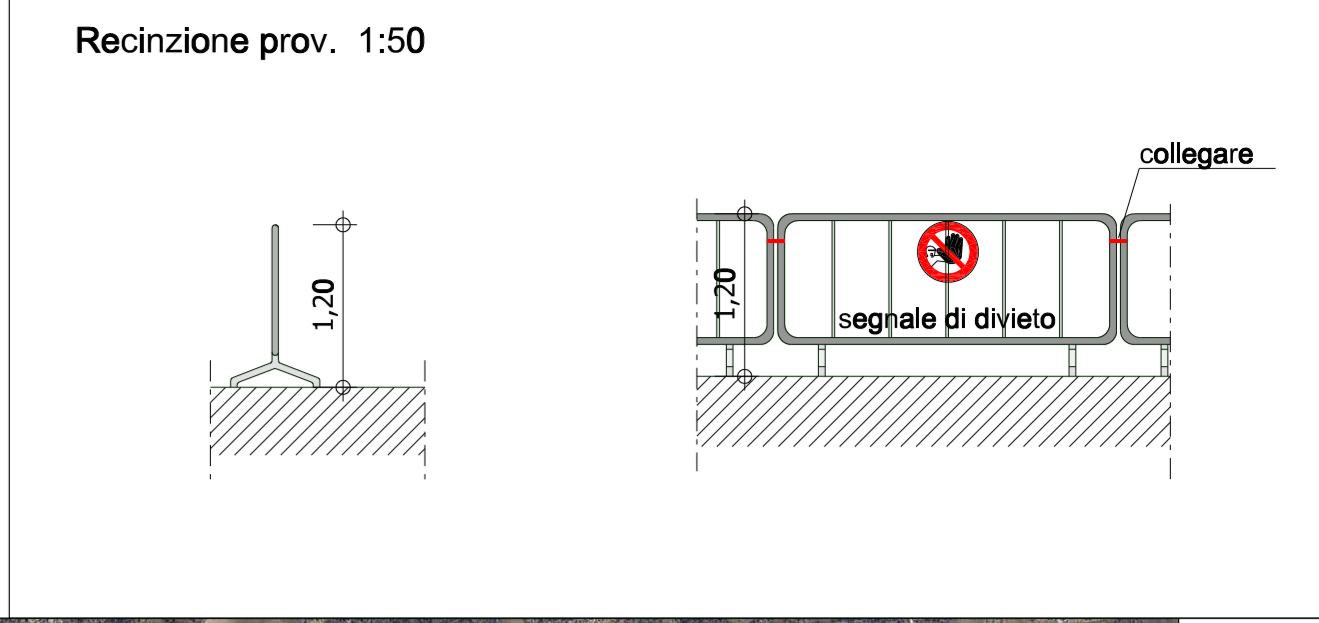 Recinzione prov. 1:50
collegare
1,20
1,20
segnale di divieto